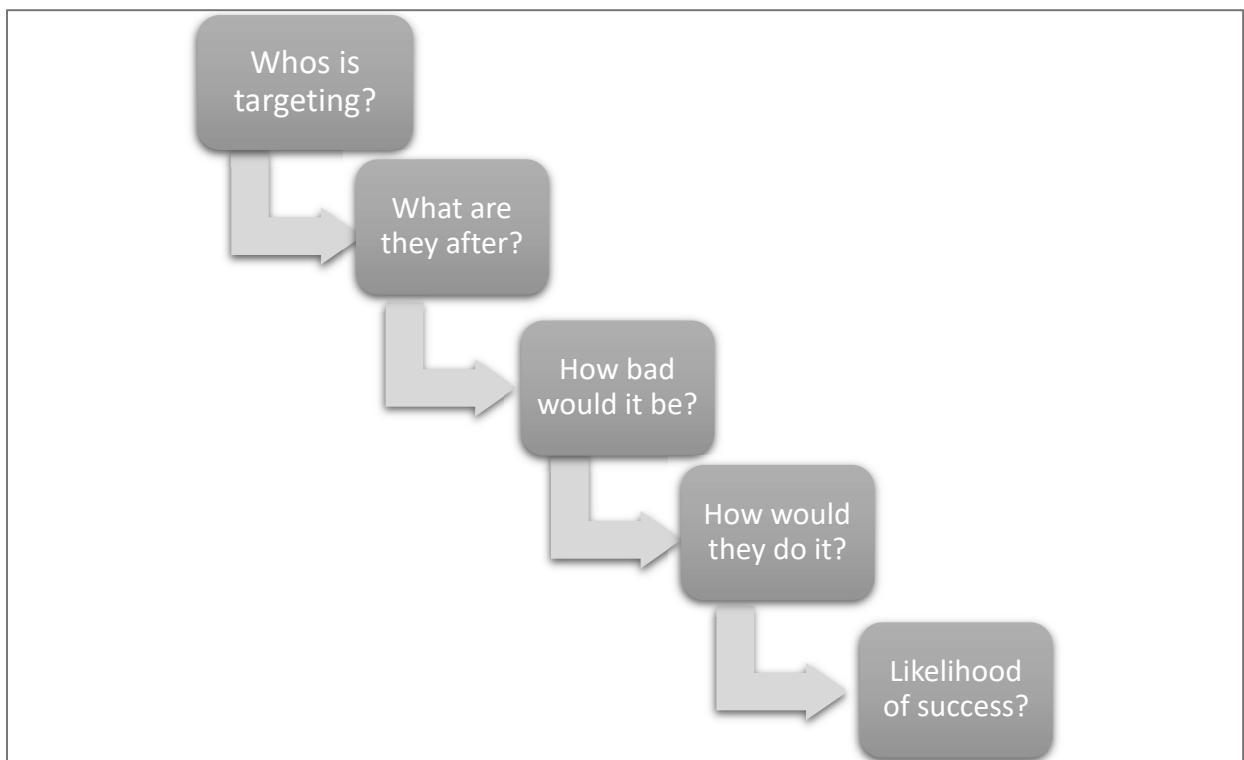 Whos is
targeting?
What are
they after?
How bad
would it be?
How would
they do it?
Likelihood
of success?